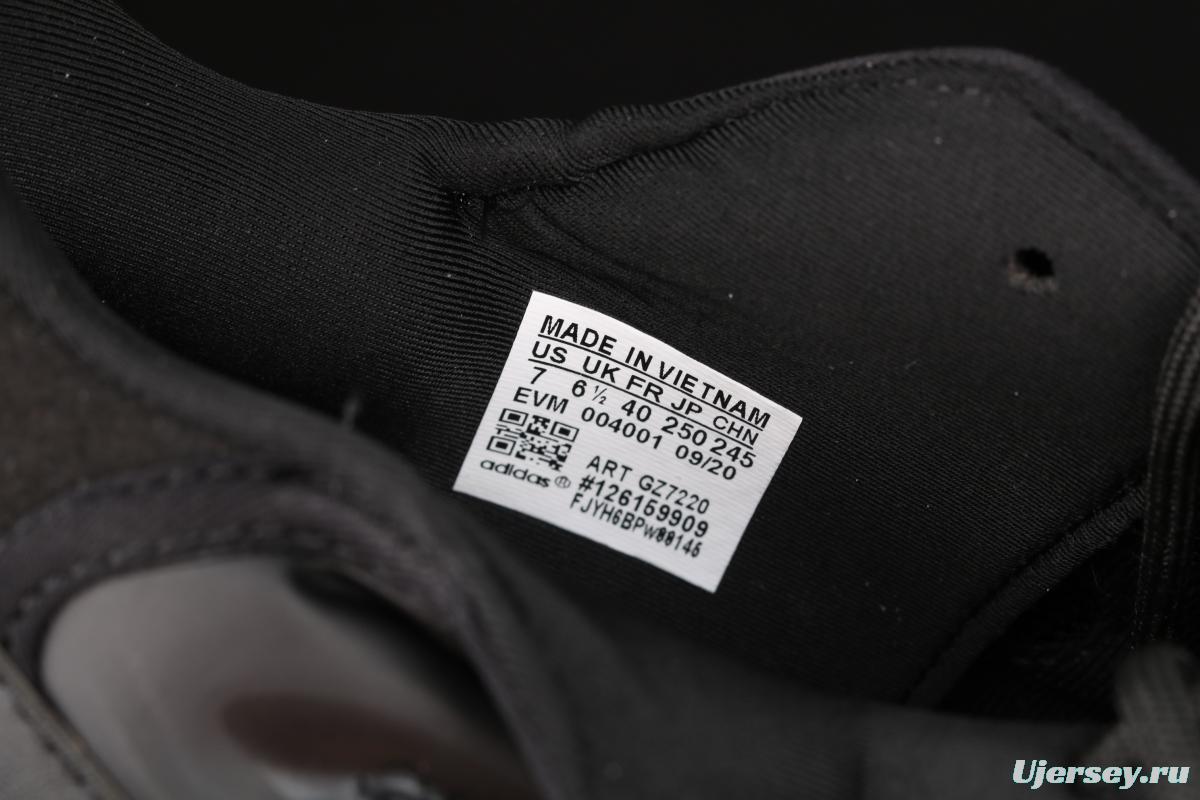 MADE IN VIETNAM
US UK FR JP CHN
7 6½ 40 250 245
EVM 004001 09/20
adidas®
ART GZ7220
#126159909
FJYH6BPW88145
Ujersey.ru